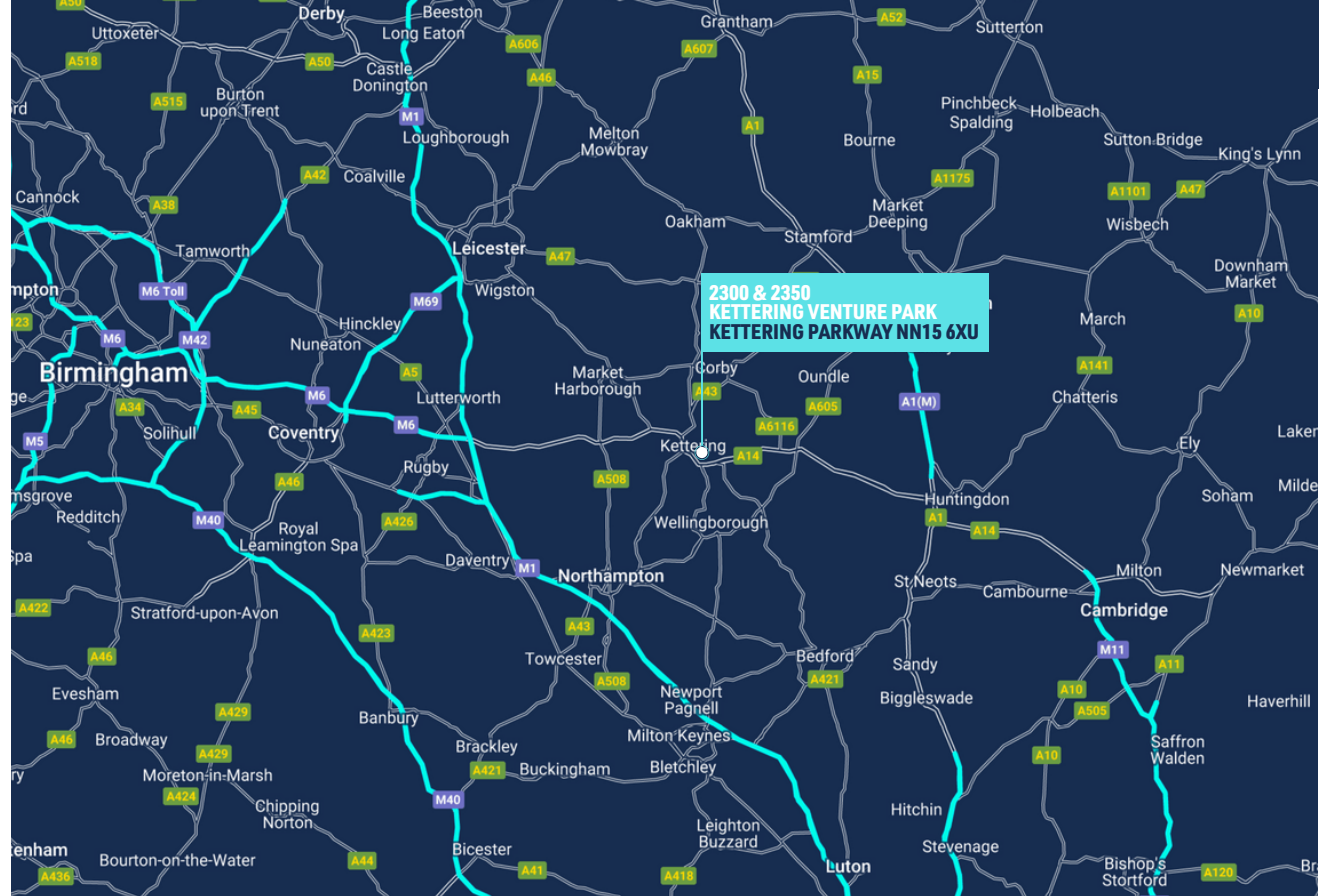 A50
Derby
Beeston
Grantham
A52
Sutterton
Uttoxeter
Long Eaton
A606
A607
A518
A50
Castle
Donington
A46
A15
A515
Burton
upon Trent
M1
Loughborough
Melton
Mowbray
A1
Bourne
Pinchbeck
Spalding
Holbeach
Sutton Bridge
King's Lynn
A42
Coalville
A1175
A1101
A47
Cannock
A38
Oakham
Market
Deeping
Stamford
Wisbech
Tamworth
Leicester
A47
Downham
Market
M6 Toll
Wigston
M69
2300 & 2350
KETTERING VENTURE PARK
KETTERING PARKWAY NN15 6XU
March
A10
Hinckley
M6
M42
Nuneaton
Birmingham
A5
Market
Harborough
Corby
Oundle
A141
M6
Lutterworth
A43
A605
A1(M)
Chatteris
A34
A45
M5
Solihull
Coventry
M6
A6116
Kettering
A14
Ely
Rugby
A46
A508
Huntingdon
Soham
Redditch
M40
Royal
Leamington Spa
A426
Wellingborough
A1
A14
Daventry
M1
Northampton
St Neots
Cambourne
Milton
Newmarket
A422
Stratford-upon-Avon
Cambridge
A423
A43
A46
Towcester
Bedford
Sandy
M11
A11
Evesham
A508
A421
A10
Newport
Pagnell
Biggleswade
A505
Haverhill
A429
Banbury
A46
Broadway
A429
Brackley
Milton Keynes
Saffron
Walden
A10
Moreton-in-Marsh
A421
Buckingham
Bletchley
A424
M40
Chipping
Norton
Hitchin
Leighton
Buzzard
Bourton-on-the-Water
A44
Bicester
Stevenage
A436
A41
A418
Luton
Bishop's
Stortford
A120